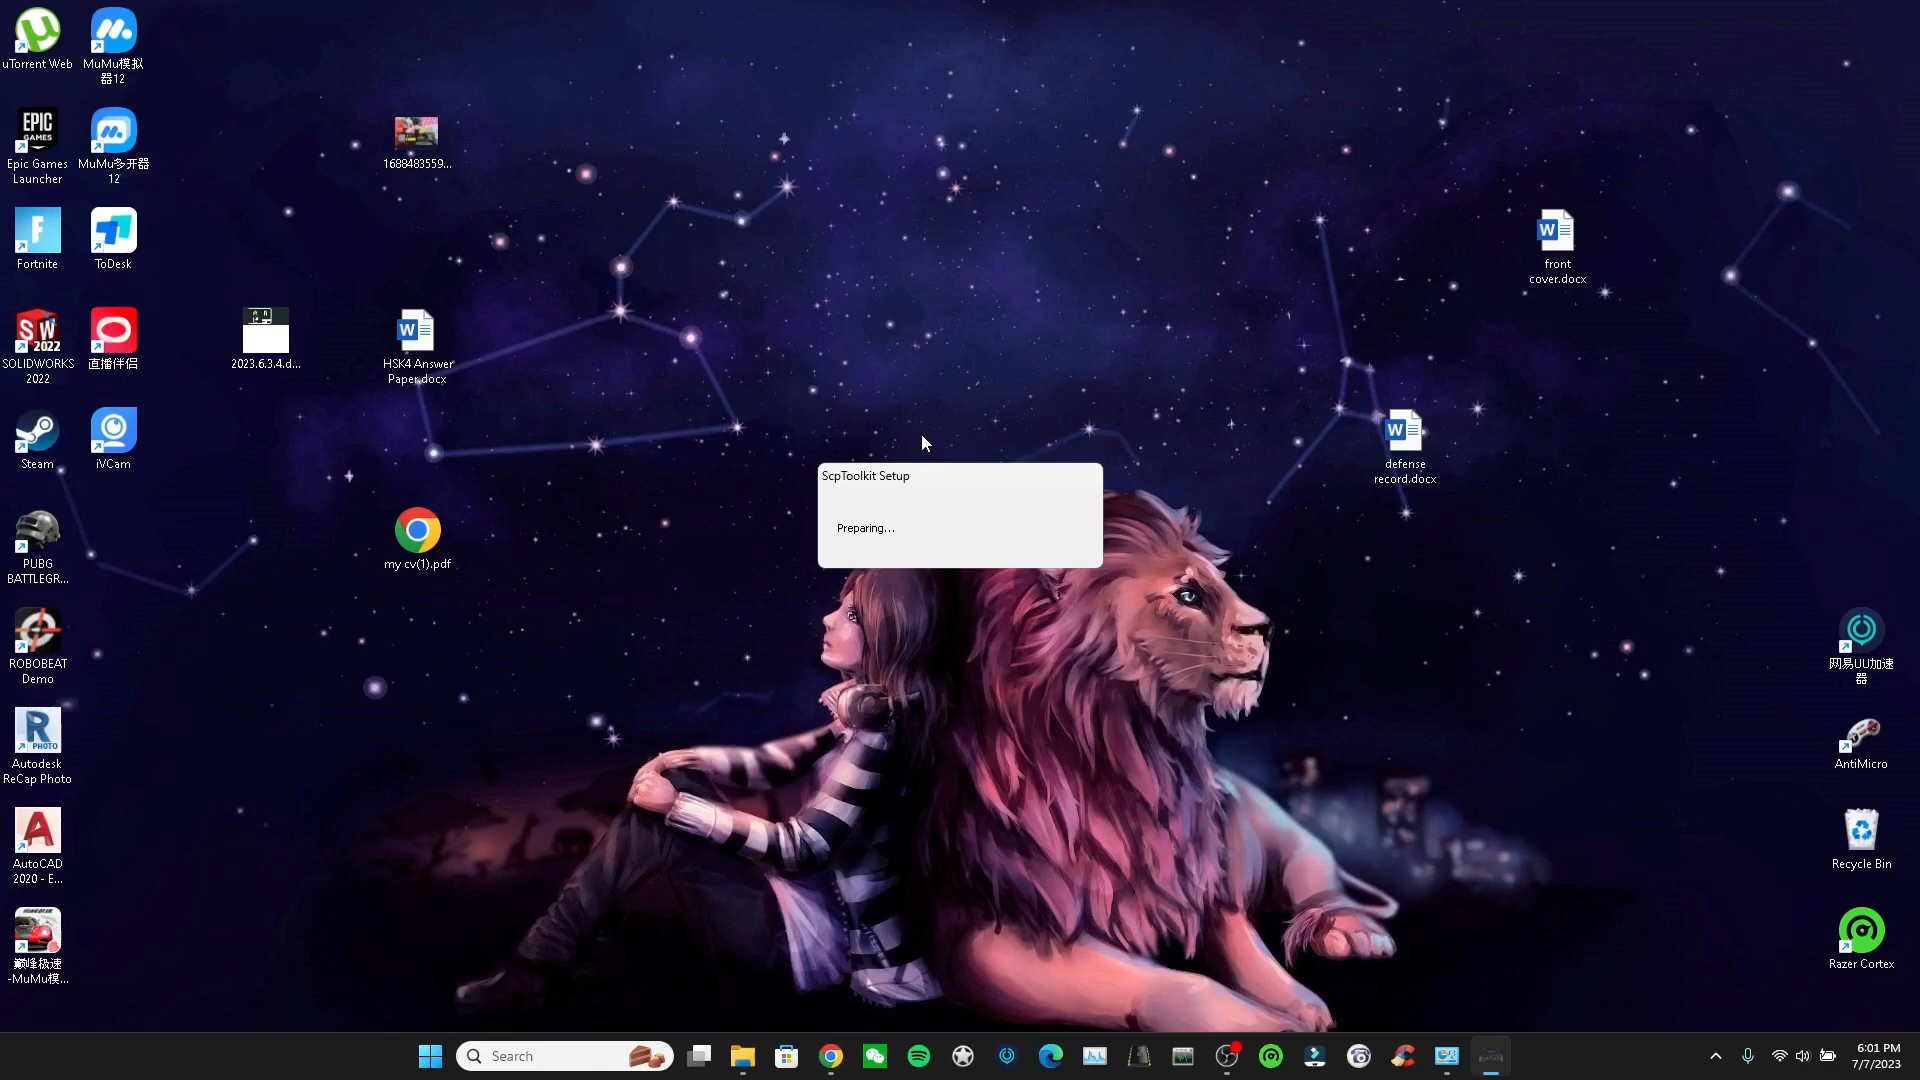 uTorrent Web
MuMu模拟
器12
EPIC
GAMES
Epic Games
Launcher
MuMu多开器
12
1688483559...
Fortnite
ToDesk
front
cover.docx
SW
2022
SOLIDWORKS
2022
直播伴侣
2023.6.3.4.d...
W
HSK4 Answer
Paper.docx
Steam
iVCam
W
defense
record.docx
ScpToolkit Setup
Preparing...
PUBG
BATTLEGR...
my cv(1).pdf
ROBOBEAT
Demo
网易UU加速
器
R
PHOTO
Autodesk
ReCap Photo
AntiMicro
A
AutoCAD
2020 - E...
Recycle Bin
巅峰极速
-MuMu模...
Razer Cortex
Search
6:01 PM
7/7/2023